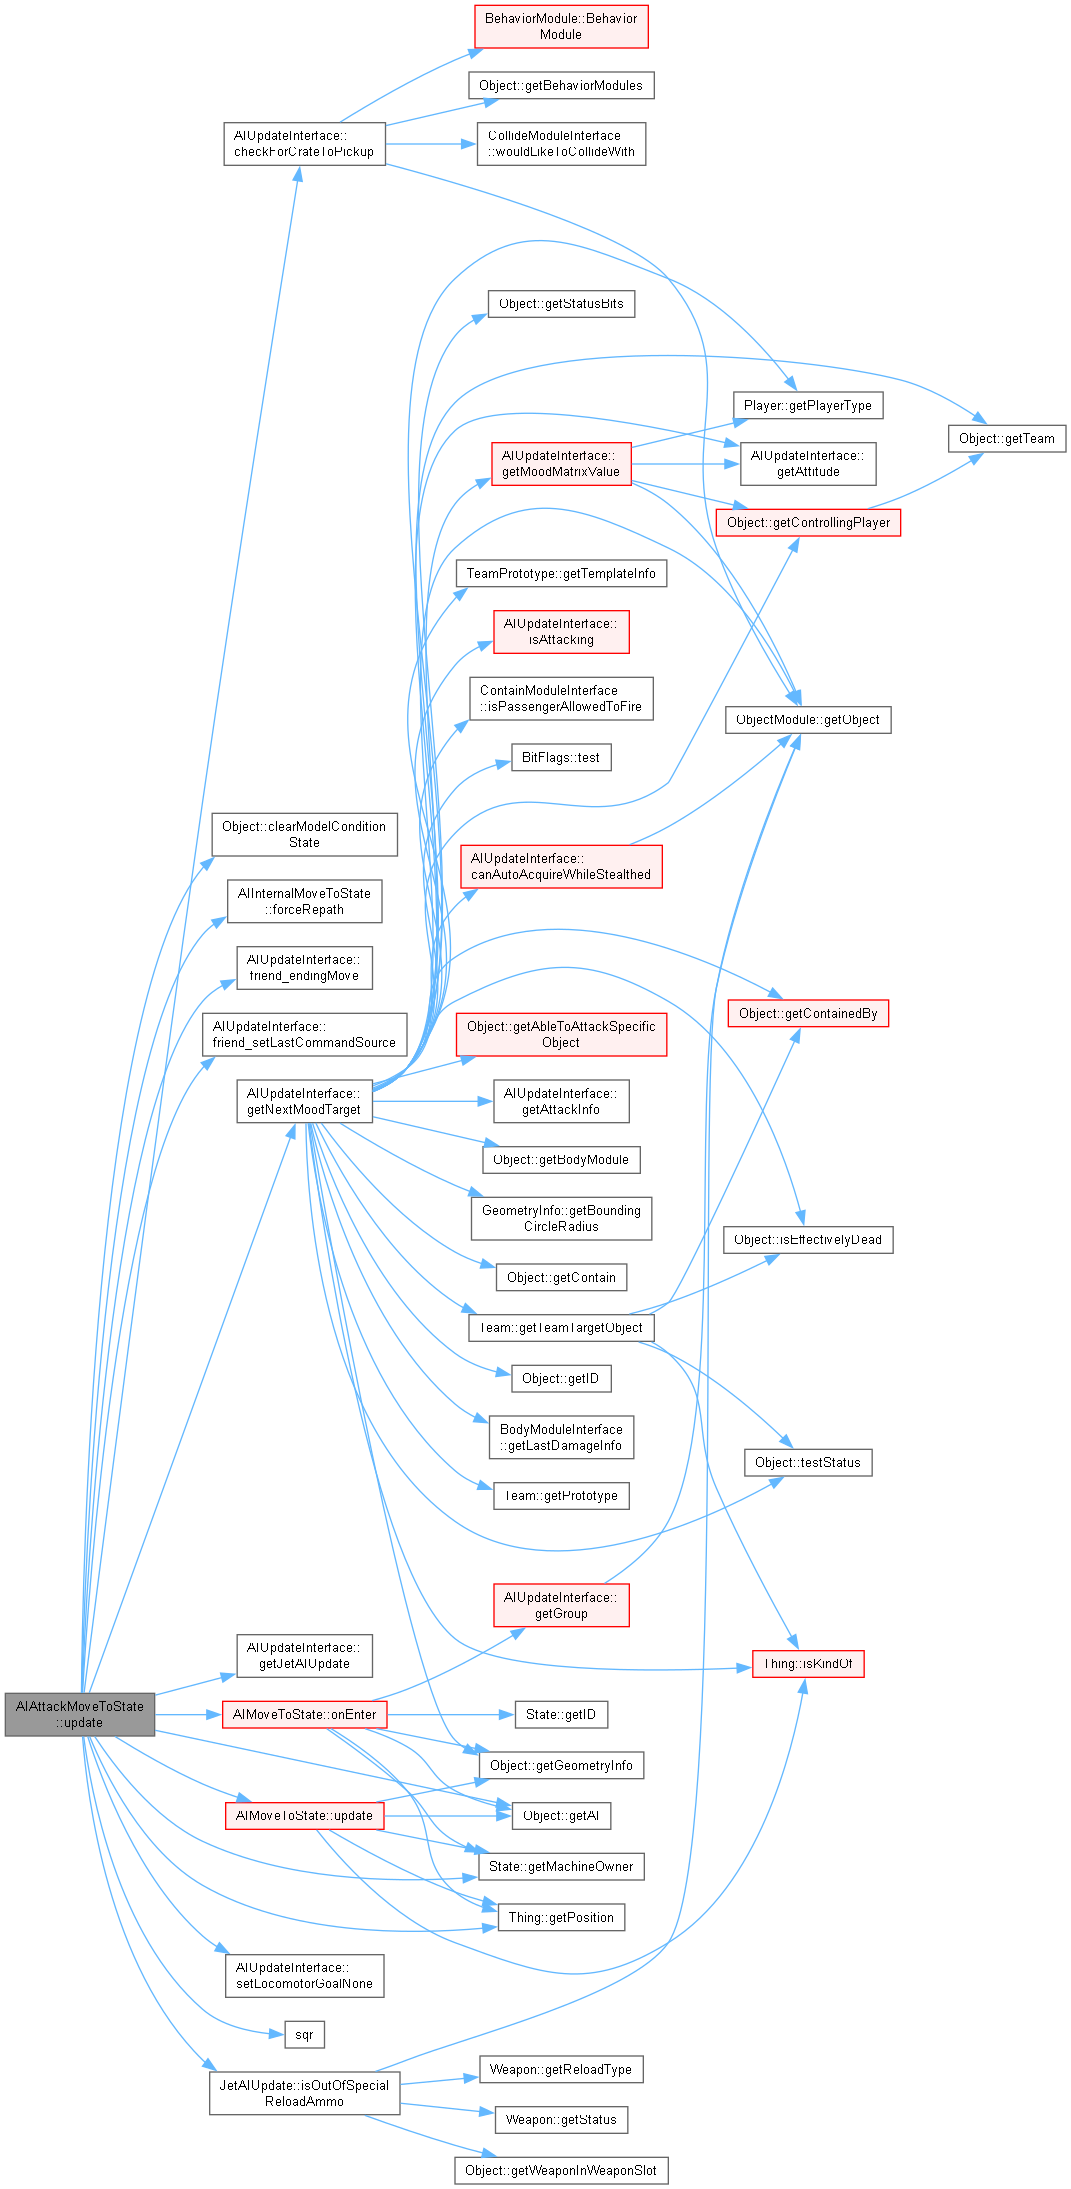 BehaviorModule::Behavior
Module
Object::getBehaviorModules
AIUpdateInterface::
checkForCrateToPickup
CollideModuleInterface
::wouldLikeToCollideWith
Object::getStatusBits
Player::getPlayerType
Object::getTeam
AIUpdateInterface::
getMoodMatrixValue
AIUpdateInterface::
getAttitude
Object::getControllingPlayer
TeamPrototype::getTemplateInfo
AIUpdateInterface::
isAttacking
ContainModuleInterface
::isPassengerAllowedToFire
ObjectModule::getObject
BitFlags::test
Object::clearModelCondition
State
AIUpdateInterface::
canAutoAcquireWhileStealthed
AIInternalMoveToState
::forceRepath
AIUpdateInterface::
friend_endingMove
Object::getContainedBy
AIUpdateInterface::
friend_setLastCommandSource
Object::getAbleToAttackSpecific
Object
AIUpdateInterface::
getNextMoodTarget
AIUpdateInterface::
getAttackInfo
Object::getBodyModule
GeometryInfo::getBounding
CircleRadius
Object::isEffectivelyDead
Object::getContain
Team::getTeamTargetObject
Object::getID
BodyModuleInterface
::getLastDamageInfo
Object::testStatus
Team::getPrototype
AIUpdateInterface::
getGroup
AIUpdateInterface::
getJetAIUpdate
Thing::isKindOf
AIAttackMoveToState
::update
AIMoveToState::onEnter
State::getID
Object::getGeometryInfo
AIMoveToState::update
Object::getAI
State::getMachineOwner
Thing::getPosition
AIUpdateInterface::
setLocomotorGoalNone
sqr
JetAIUpdate::isOutOfSpecial
ReloadAmmo
Weapon::getReloadType
Weapon::getStatus
Object::getWeaponInWeaponSlot